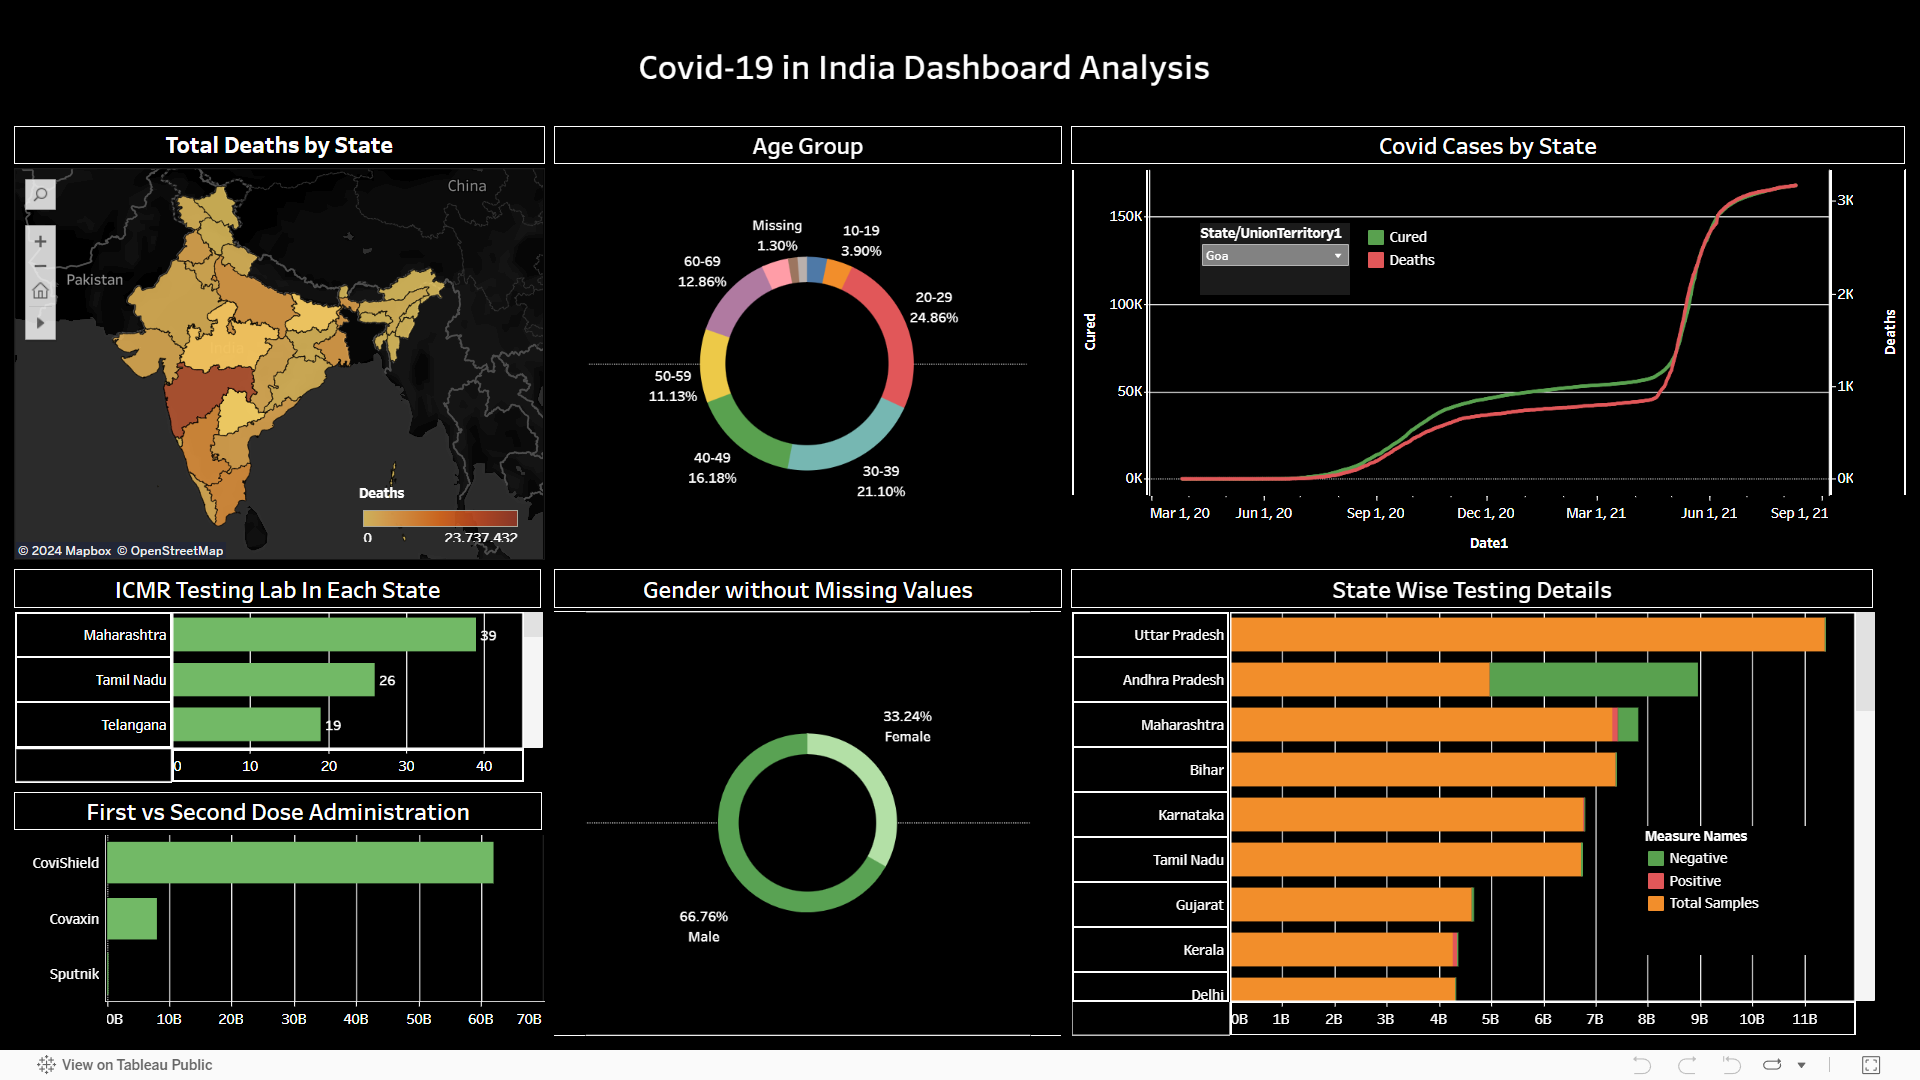 Covid-19 in India Dashboard Analysis
Total Deaths by State
China
Pakistan
Deaths
0
23,737,432
© 2024 Mapbox © OpenStreetMap
Age Group
Missing
1.30%
10-19
3.90%
60-69
12.86%
20-29
24.86%
50-59
11.13%
40-49
16.18%
30-39
21.10%
Covid Cases by State
State/UnionTerritory1
Goa
Cured
Deaths
150K
100K
50K
0K
Cured
3K
2K
1K
0K
Deaths
Mar 1, 20
Jun 1, 20
Sep 1, 20
Dec 1, 20
Mar 1, 21
Jun 1, 21
Sep 1, 21
Date1
ICMR Testing Lab In Each State
Maharashtra
39
Tamil Nadu
26
Telangana
19
0
10
20
30
40
First vs Second Dose Administration
CoviShield
Covaxin
Sputnik
0B
10B
20B
30B
40B
50B
60B
70B
Gender without Missing Values
33.24%
Female
66.76%
Male
State Wise Testing Details
Uttar Pradesh
Andhra Pradesh
Maharashtra
Bihar
Karnataka
Tamil Nadu
Gujarat
Kerala
Delhi
Measure Names
Negative
Positive
Total Samples
0B
1B
2B
3B
4B
5B
6B
7B
8B
9B
10B
11B
View on Tableau Public